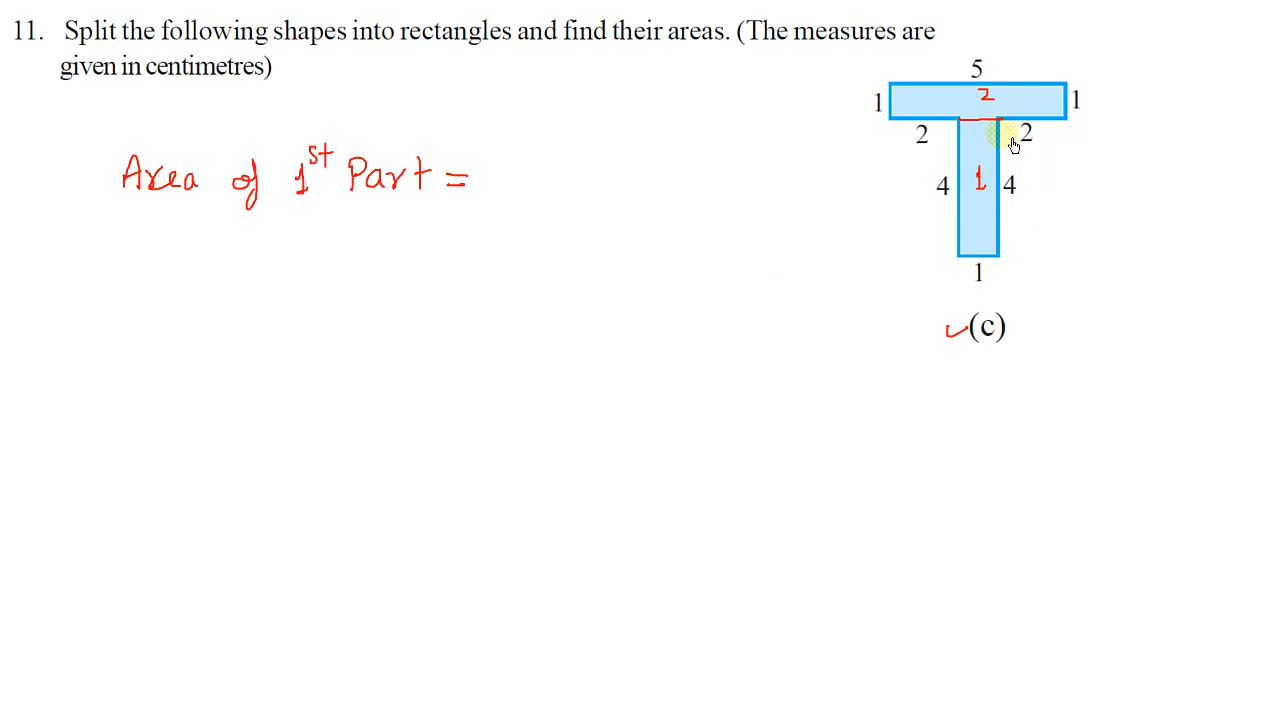 11. Split the following shapes into rectangles and find their areas. (The measures are
given in centimetres)
5
2
1
1
2
2
Area of 1st Part =
4
1
4
1
(c)